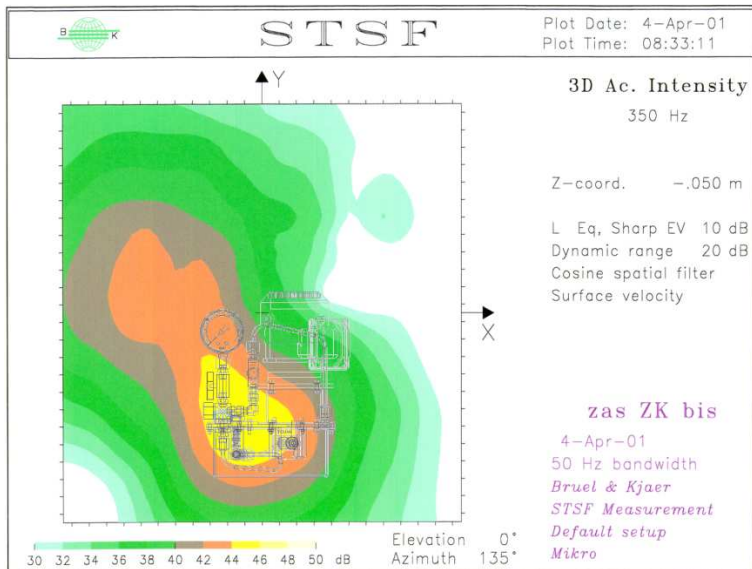 B K
STSF
Plot Date: 4-Apr-01
Plot Time: 08:33:11
Y
3D Ac. Intensity
350 Hz
Z-coord. -.050 m
L Eq, Sharp EV 10 dB
Dynamic range 20 dB
Cosine spatial filter
Surface velocity
X
zas ZK bis
4-Apr-01
50 Hz bandwidth
Bruel & Kjaer
STSF Measurement
Default setup
Mikro
Elevation 0°
Azimuth 135°
30 32 34 36 38 40 42 44 46 48 50 dB